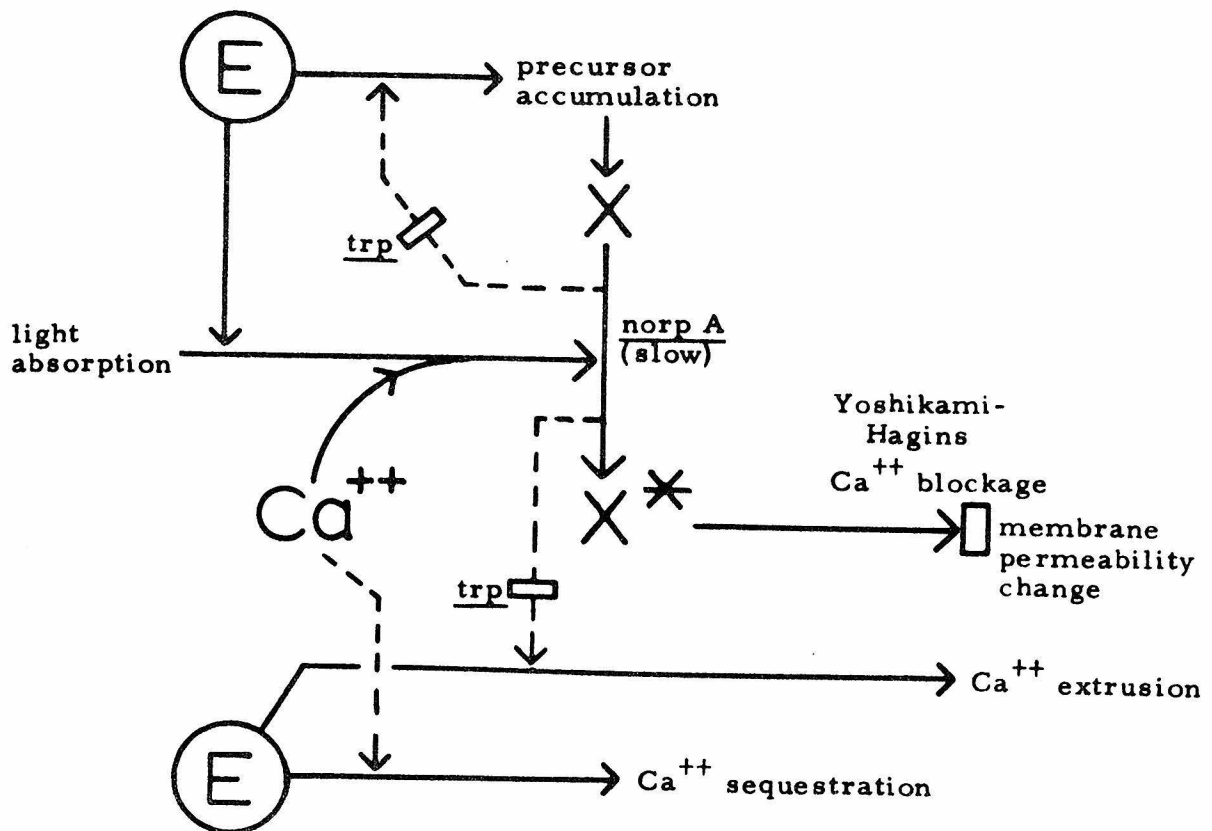 E
precursor
accumulation
X
trp
light
absorption
norp A
(slow)
Yoshikami-
Hagins
Ca++ blockage
Ca++
X*
membrane
permeability
change
trp
Ca++ extrusion
E
Ca++ sequestration